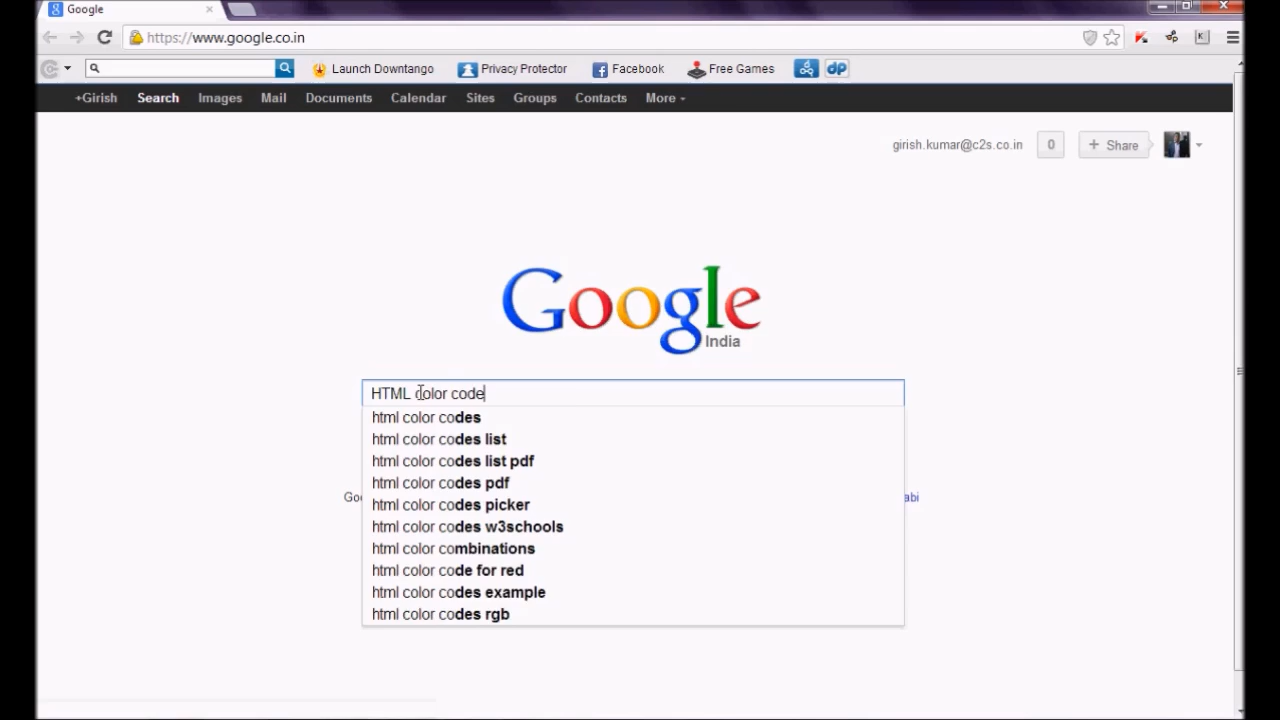 Google
https://www.google.co.in
Launch Downtango Privacy Protector Facebook Free Games dp
+Girish Search Images Mail Documents Calendar Sites Groups Contacts More
girish.kumar@c2s.co.in 0 + Share
Google
India
HTML color code
html color codes
html color codes list
html color codes list pdf
html color codes pdf
Goo abi
html color codes picker
html color codes w3schools
html color combinations
html color code for red
html color codes example
html color codes rgb